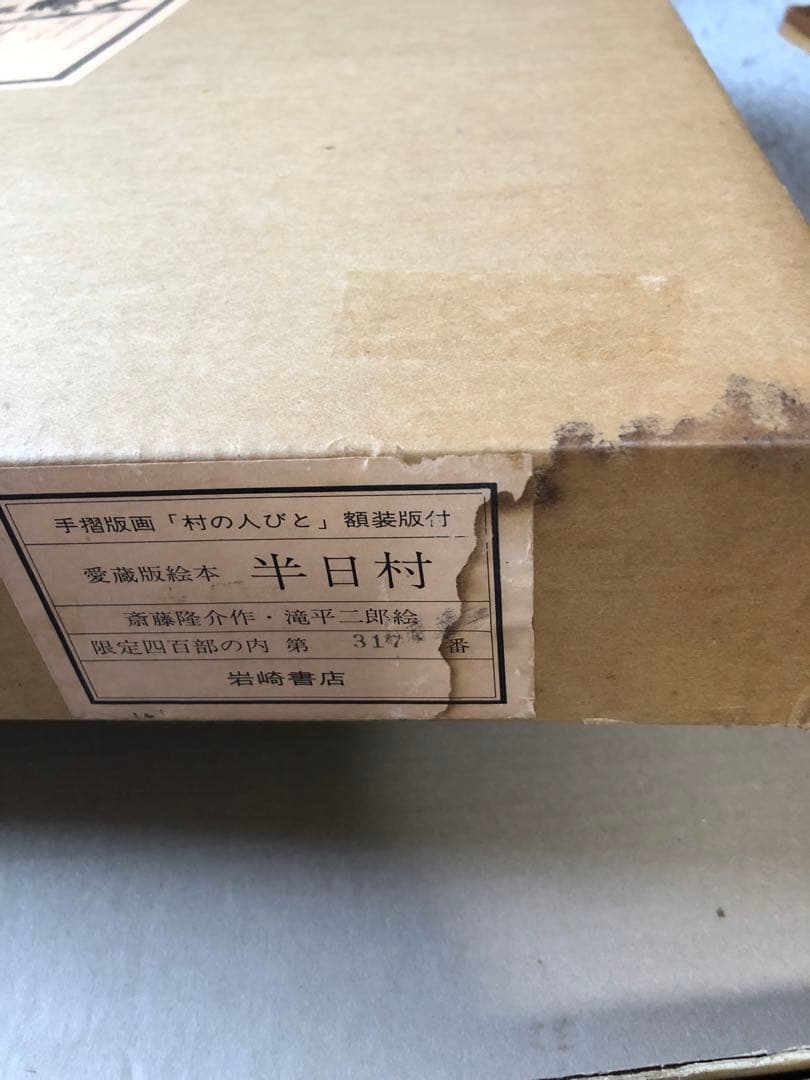 手摺版画「村の人びと」額装版付
愛蔵版絵本 半日村
斎藤隆介作・滝平二郎絵
限定四百部の内 第 317 番
岩崎書店